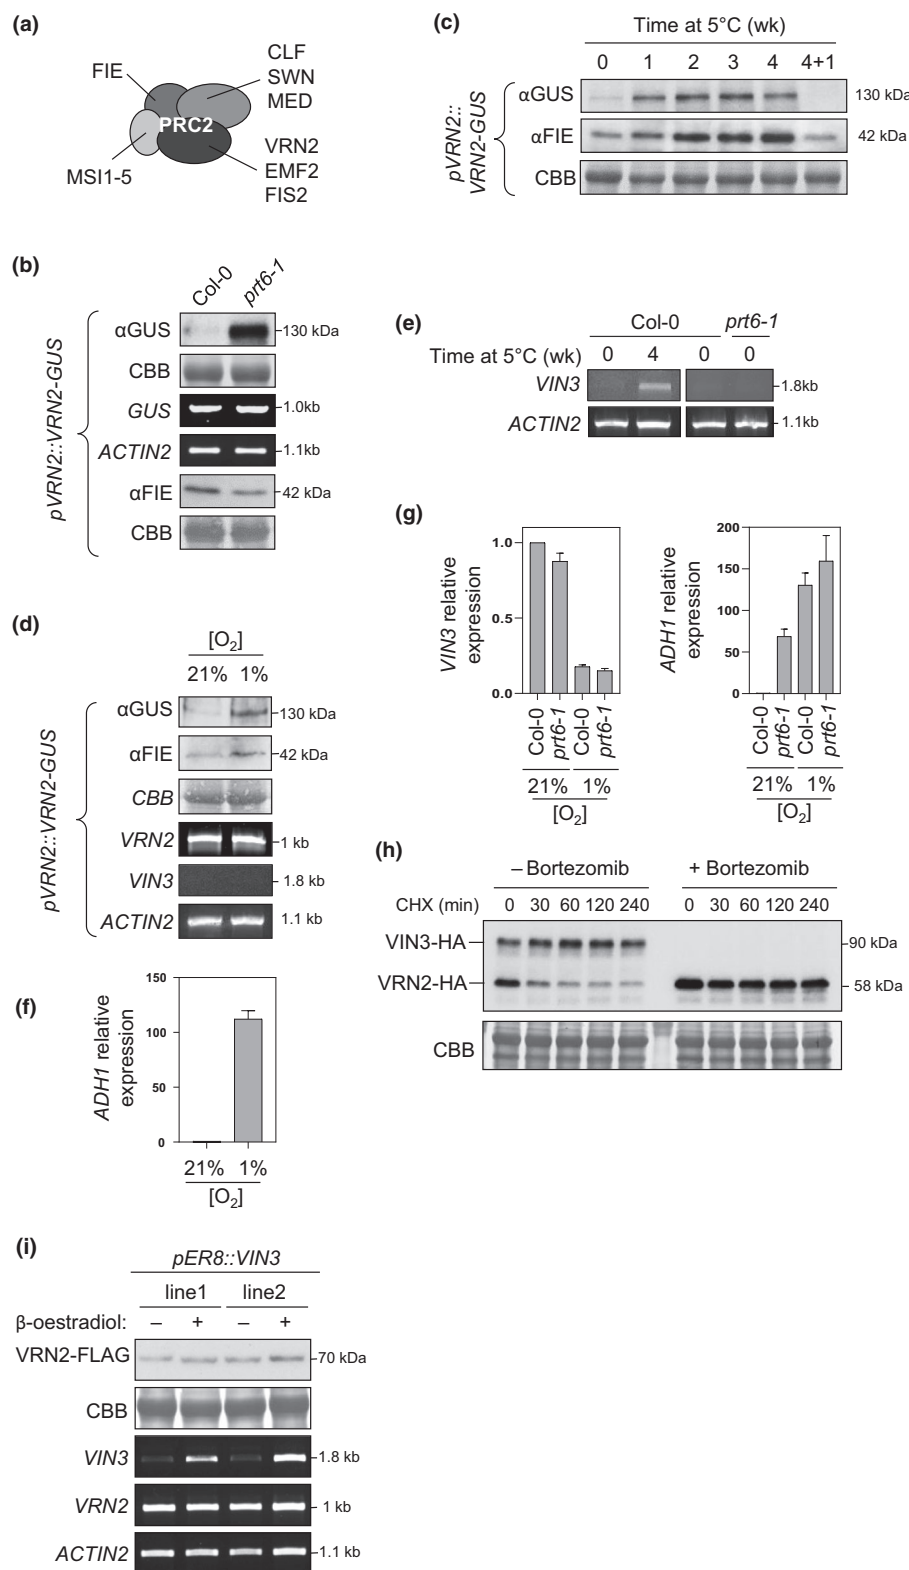 (a)
FIE
CLF
SWN
MED
PRC2
MSI1-5
VRN2
EMF2
FIS2
(b)
Col-0
prt6-1
pVRN2::VRN2-GUS
αGUS
130 kDa
CBB
GUS
1.0kb
ACTIN2
1.1kb
αFIE
42 kDa
CBB
(c)
Time at 5°C (wk)
0 1 2 3 4 4+1
pVRN2::
VRN2-GUS
αGUS
130 kDa
αFIE
42 kDa
CBB
(d)
[O2]
21% 1%
pVRN2::VRN2-GUS
αGUS
130 kDa
αFIE
42 kDa
CBB
VRN2
1 kb
VIN3
1.8 kb
ACTIN2
1.1 kb
(e)
Col-0 prt6-1
Time at 5°C (wk) 0 4 0 0
VIN3
1.8kb
ACTIN2
1.1kb
(f)
ADH1 relative
expression
150
100
50
0
21% 1%
[O2]
(g)
VIN3 relative
expression
1.0
0.5
0.0
Col-0
prt6-1
Col-0
prt6-1
21% 1%
[O2]
ADH1 relative
expression
200
150
100
50
0
Col-0
prt6-1
Col-0
prt6-1
21% 1%
[O2]
(h)
– Bortezomib + Bortezomib
CHX (min) 0 30 60 120 240 0 30 60 120 240
VIN3-HA
90 kDa
VRN2-HA
58 kDa
CBB
(i)
pER8::VIN3
line1 line2
β-oestradiol: – + – +
VRN2-FLAG
70 kDa
CBB
VIN3
1.8 kb
VRN2
1 kb
ACTIN2
1.1 kb